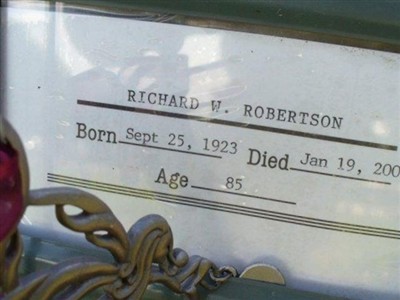 RICHARD W. ROBERTSON
Born Sept 25, 1923 Died Jan 19, 200
Age 85